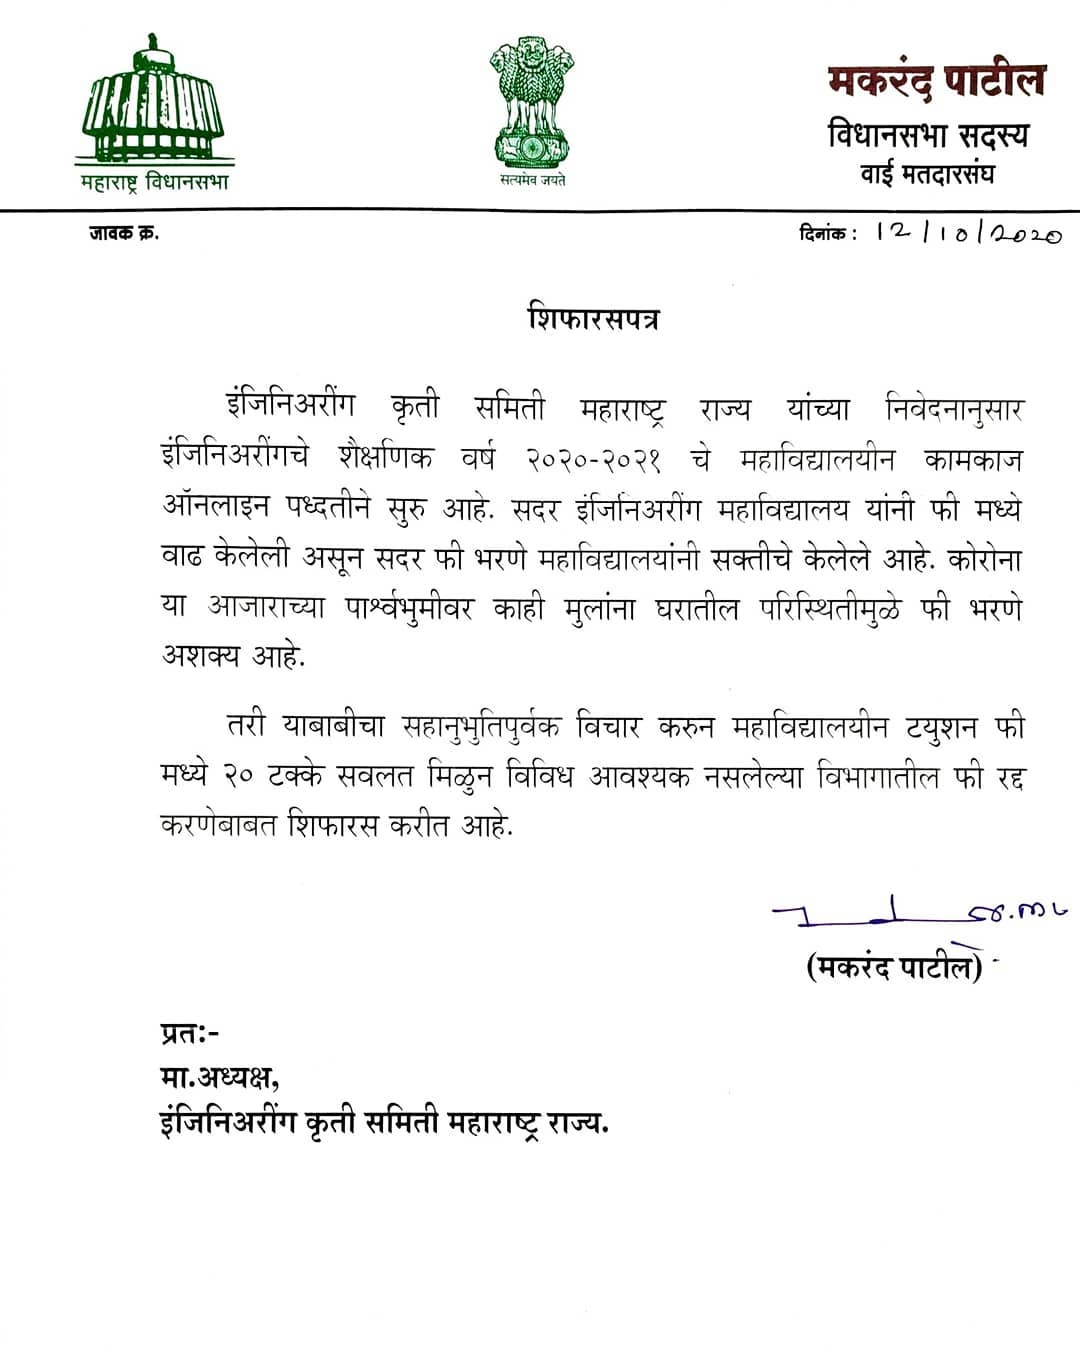 महाराष्ट्र विधानसभा
सत्यमेव जयते
मकरंद पाटील
विधानसभा सदस्य
वाई मतदारसंघ
जावक क्र.
दिनांक : 12/10/2020
शिफारसपत्र
इंजिनिअरींग कृती समिती महाराष्ट्र राज्य यांच्या निवेदनानुसार
इंजिनिअरींगचे शैक्षणिक वर्ष २०२०-२०२१ चे महाविद्यालयीन कामकाज
ऑनलाइन पध्दतीने सुरु आहे. सदर इंजिनिअरींग महाविद्यालय यांनी फी मध्ये
वाढ केलेली असून सदर फी भरणे महाविद्यालयांनी सक्तीचे केलेले आहे. कोरोना
या आजाराच्या पार्श्वभुमीवर काही मुलांना घरातील परिस्थितीमुळे फी भरणे
अशक्य आहे.
तरी याबाबीचा सहानुभुतिपुर्वक विचार करुन महाविद्यालयीन टयुशन फी
मध्ये २० टक्के सवलत मिळुन विविध आवश्यक नसलेल्या विभागातील फी रद्द
करणेबाबत शिफारस करीत आहे.
(मकरंद पाटील)
प्रतः-
मा.अध्यक्ष,
इंजिनिअरींग कृती समिती महाराष्ट्र राज्य.